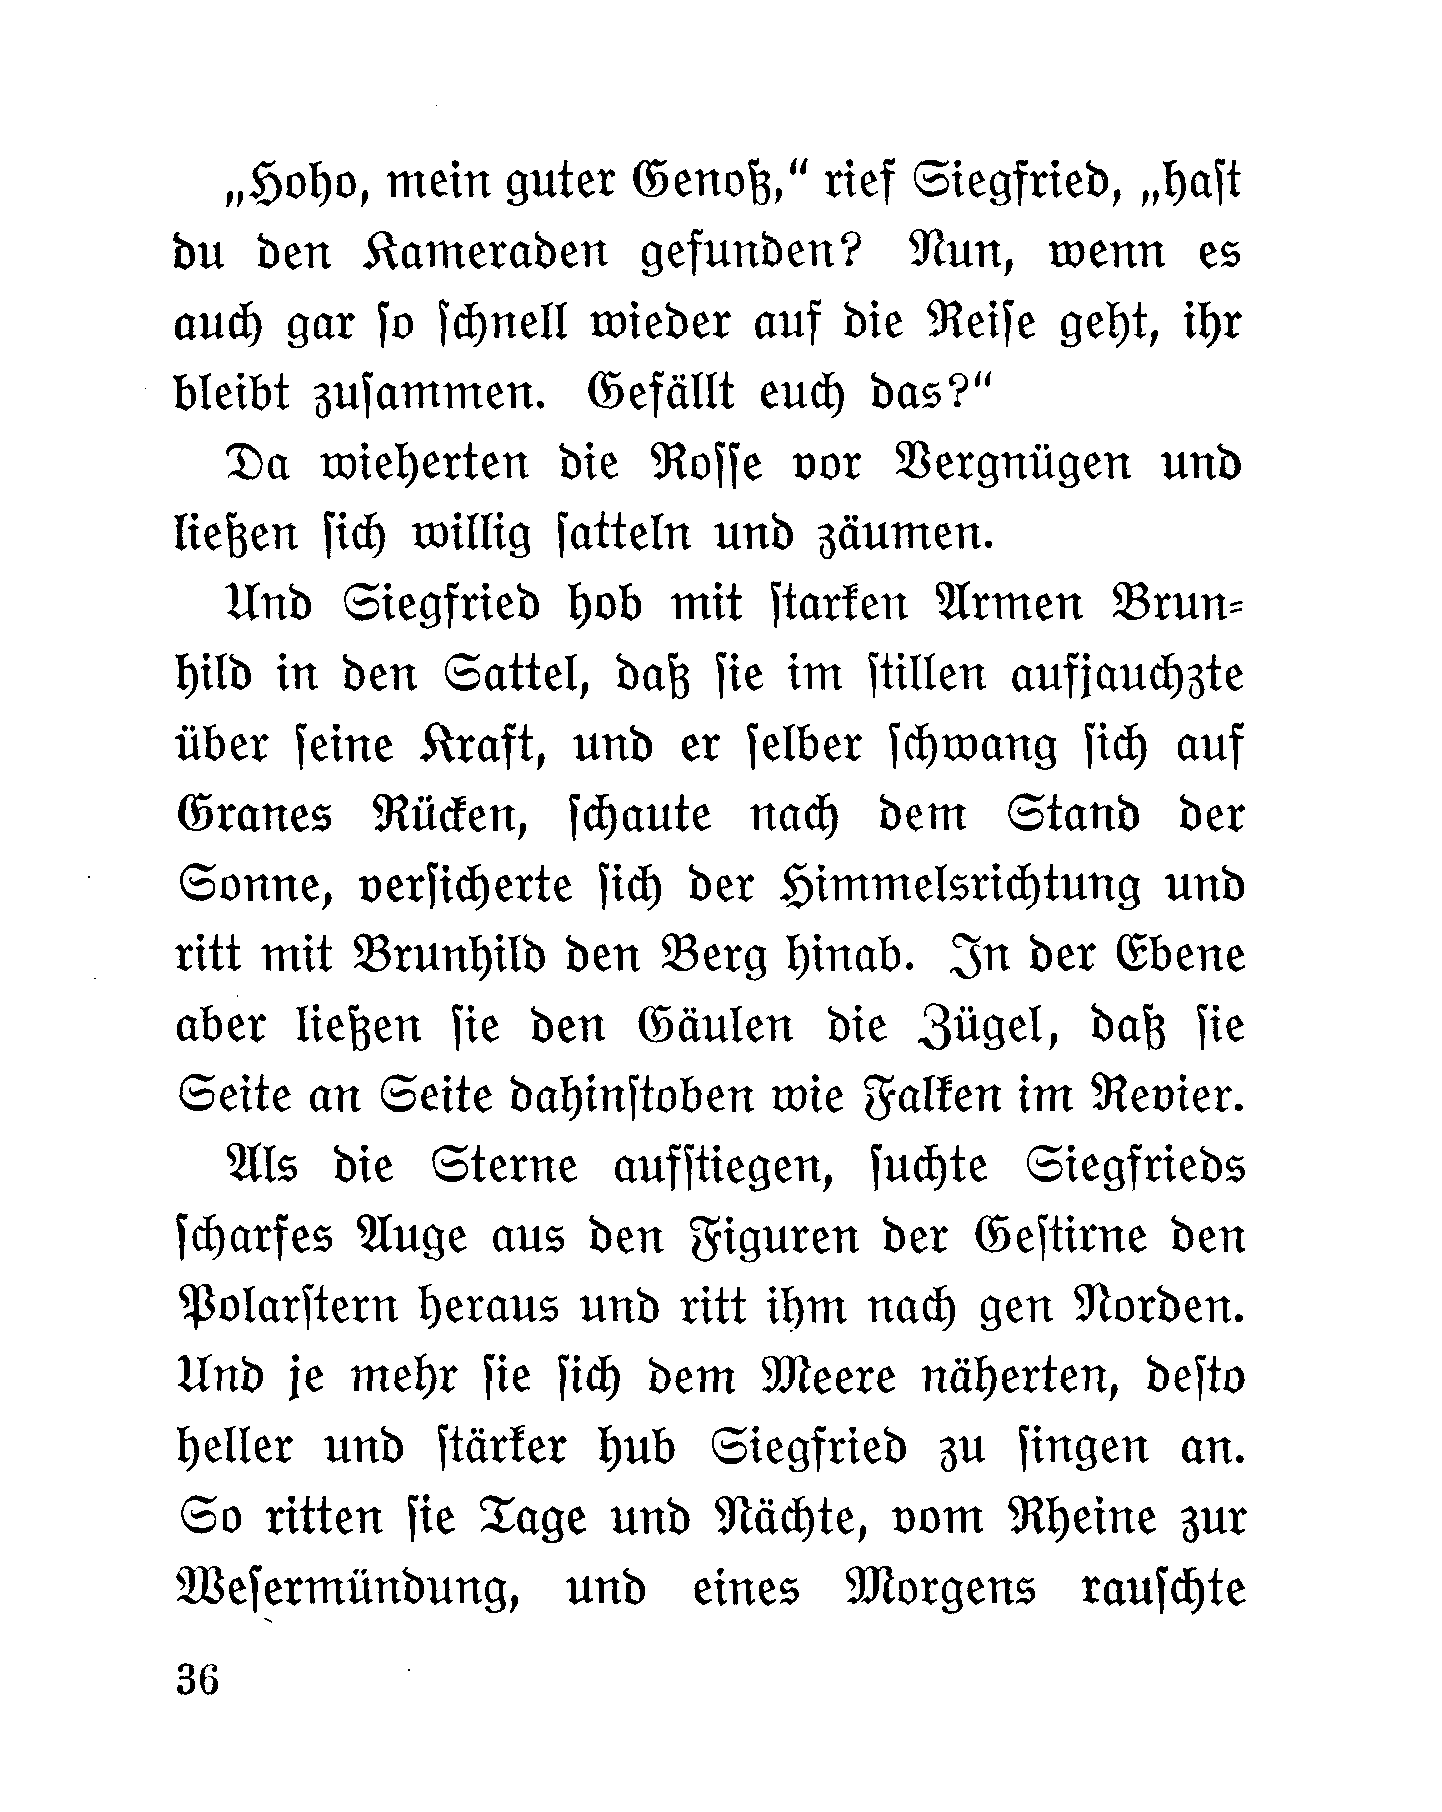 „Hoho, mein guter Genoß,“ rief Siegfried, „haſt
du den Kameraden gefunden? Nun, wenn es
auch gar ſo ſchnell wieder auf die Reiſe geht, ihr
bleibt zuſammen. Gefällt euch das?“
Da wieherten die Roſſe vor Vergnügen und
ließen ſich willig ſatteln und zäumen.
Und Siegfried hob mit ſtarken Armen Brun⸗
hild in den Sattel, daß ſie im ſtillen aufjauchzte
über ſeine Kraft, und er ſelber ſchwang ſich auf
Granes Rücken, ſchaute nach dem Stand der
Sonne, verſicherte ſich der Himmelsrichtung und
ritt mit Brunhild den Berg hinab. In der Ebene
aber ließen ſie den Gäulen die Zügel, daß ſie
Seite an Seite dahinſtoben wie Falken im Revier.
Als die Sterne aufſtiegen, ſuchte Siegfrieds
ſcharfes Auge aus den Figuren der Geſtirne den
Polarſtern heraus und ritt ihm nach gen Norden.
Und je mehr ſie ſich dem Meere näherten, deſto
heller und ſtärker hub Siegfried zu ſingen an.
So ritten ſie Tage und Nächte, vom Rheine zur
Weſermündung, und eines Morgens rauſchte
36